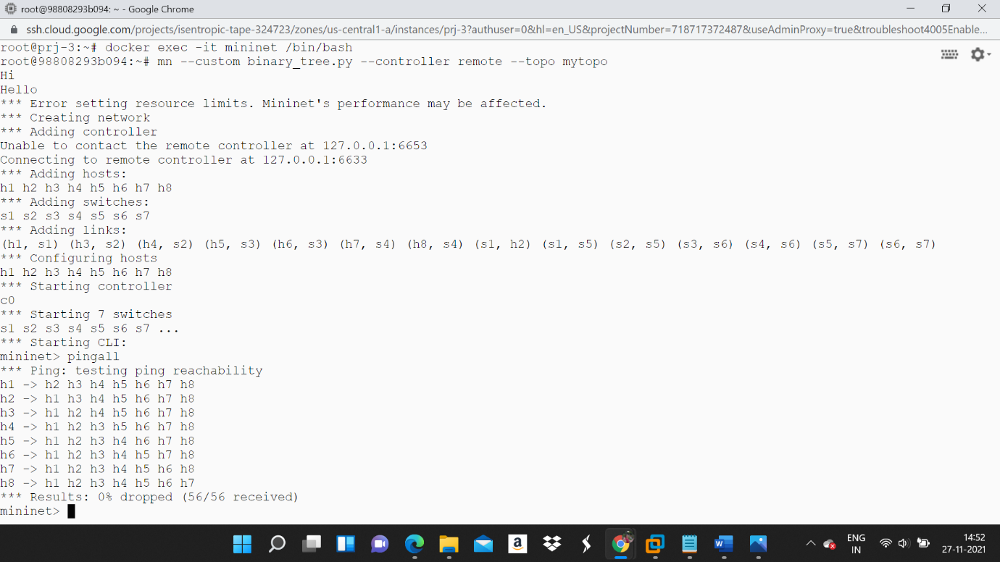 root@98808293b094: ~ - Google Chrome
ssh.cloud.google.com/projects/isentropic-tape-324723/zones/us-central1-a/instances/prj-3?authuser=0&hl=en_US&projectNumber=718717372487&useAdminProxy=true&troubleshoot4005Enable...
root@prj-3:~# docker exec -it mininet /bin/bash
root@98808293b094:~# mn --custom binary_tree.py --controller remote --topo mytopo
Hi
Hello
*** Error setting resource limits. Mininet's performance may be affected.
*** Creating network
*** Adding controller
Unable to contact the remote controller at 127.0.0.1:6653
Connecting to remote controller at 127.0.0.1:6633
*** Adding hosts:
h1 h2 h3 h4 h5 h6 h7 h8
*** Adding switches:
s1 s2 s3 s4 s5 s6 s7
*** Adding links:
(h1, s1) (h3, s2) (h4, s2) (h5, s3) (h6, s3) (h7, s4) (h8, s4) (s1, h2) (s1, s5) (s2, s5) (s3, s6) (s4, s6) (s5, s7) (s6, s7)
*** Configuring hosts
h1 h2 h3 h4 h5 h6 h7 h8
*** Starting controller
c0
*** Starting 7 switches
s1 s2 s3 s4 s5 s6 s7 ...
*** Starting CLI:
mininet> pingall
*** Ping: testing ping reachability
h1 -> h2 h3 h4 h5 h6 h7 h8
h2 -> h1 h3 h4 h5 h6 h7 h8
h3 -> h1 h2 h4 h5 h6 h7 h8
h4 -> h1 h2 h3 h5 h6 h7 h8
h5 -> h1 h2 h3 h4 h6 h7 h8
h6 -> h1 h2 h3 h4 h5 h7 h8
h7 -> h1 h2 h3 h4 h5 h6 h8
h8 -> h1 h2 h3 h4 h5 h6 h7
*** Results: 0% dropped (56/56 received)
mininet>
ENG
IN
14:52
27-11-2021